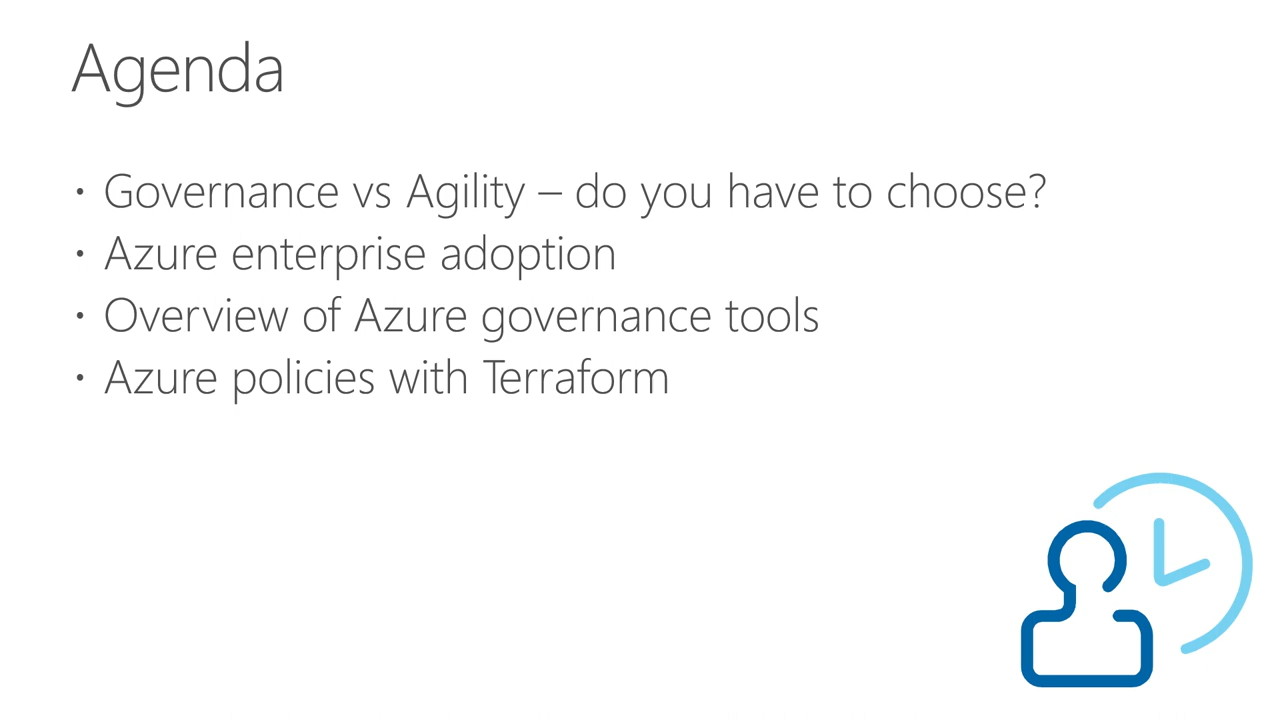 Agenda
• Governance vs Agility – do you have to choose?
• Azure enterprise adoption
• Overview of Azure governance tools
• Azure policies with Terraform